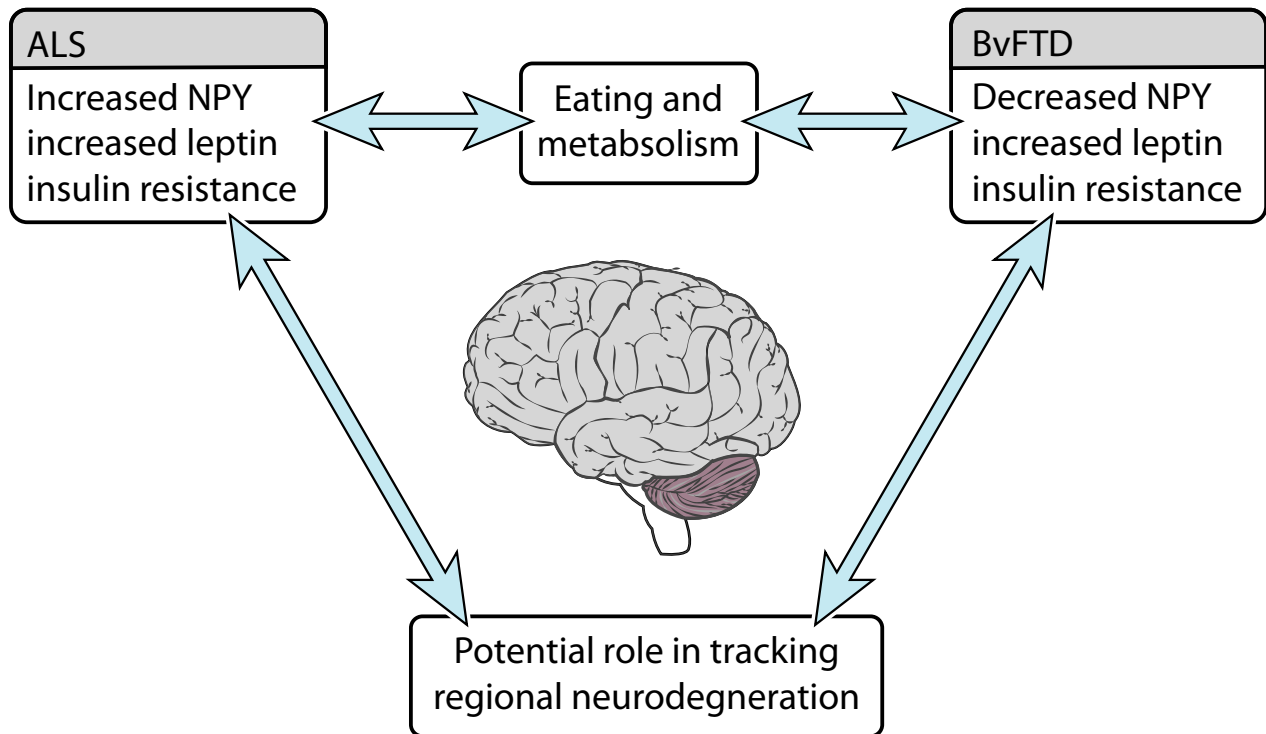 ALS
Increased NPY
increased leptin
insulin resistance
Eating and
metabsolism
BvFTD
Decreased NPY
increased leptin
insulin resistance
Potential role in tracking
regional neurodegneration